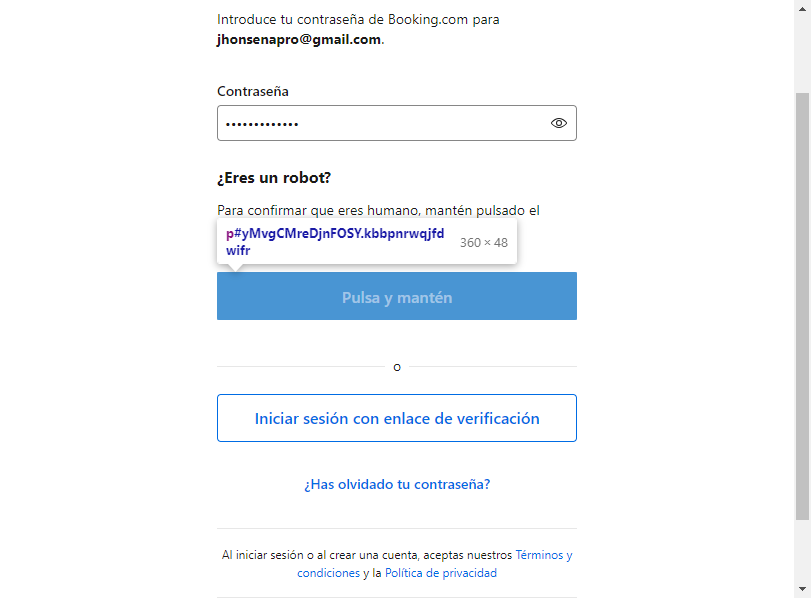 Introduce tu contraseña de Booking.com para
jhonsenapro@gmail.com.
Contraseña
¿Eres un robot?
Para confirmar que eres humano, mantén pulsado el
p#yMvgCMreDjnFOSY.kbbpnrwqjfd
wifr
360 × 48
Pulsa y mantén
o
Iniciar sesión con enlace de verificación
¿Has olvidado tu contraseña?
Al iniciar sesión o al crear una cuenta, aceptas nuestros Términos y
condiciones y la Política de privacidad